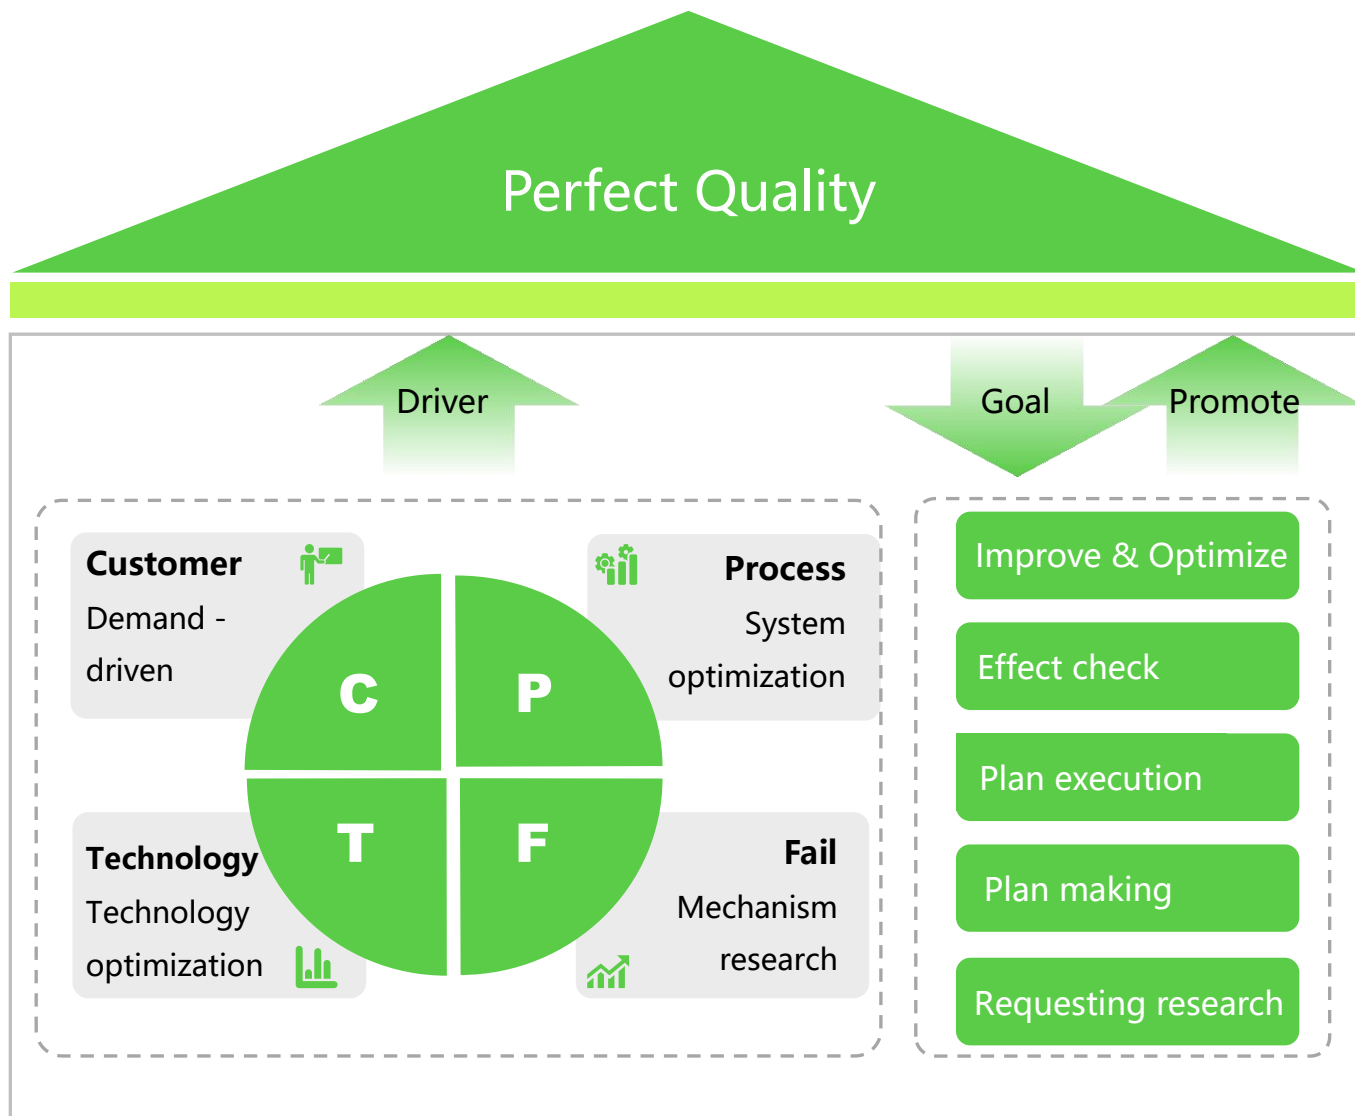 Perfect Quality
Driver
Goal
Promote
Customer
Demand -
driven
Process
System
optimization
C
P
T
F
Technology
Technology
optimization
Fail
Mechanism
research
Improve & Optimize
Effect check
Plan execution
Plan making
Requesting research